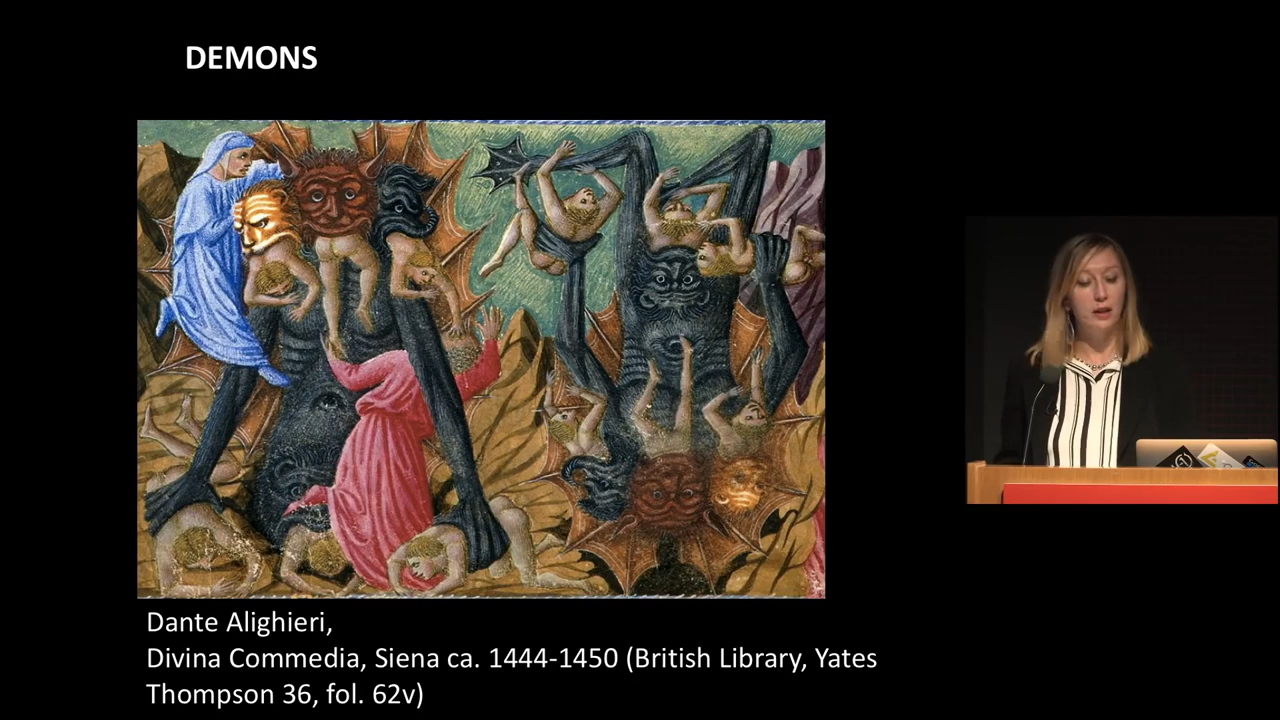 DEMONS
Dante Alighieri,
Divina Commedia, Siena ca. 1444-1450 (British Library, Yates
Thompson 36, fol. 62v)